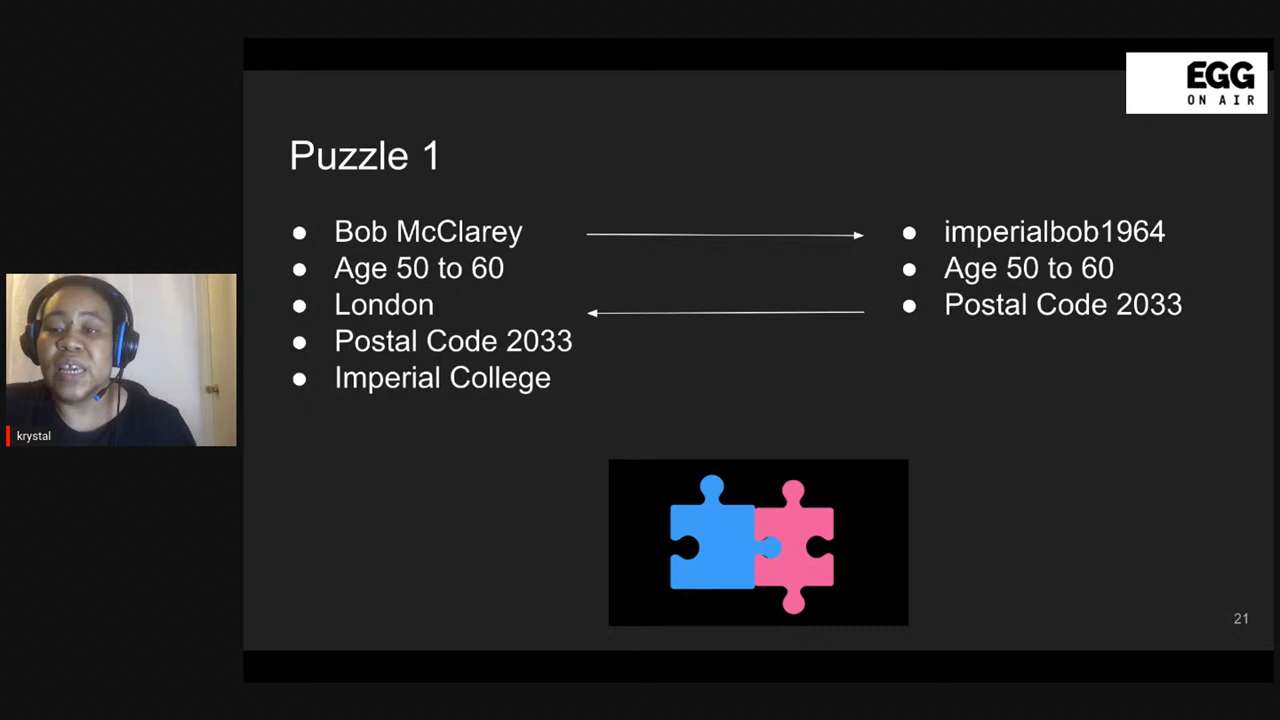 EGG
ON AIR
Puzzle 1
● Bob McClarey
● Age 50 to 60
● London
● Postal Code 2033
● Imperial College
● imperialbob1964
● Age 50 to 60
● Postal Code 2033
krystal
21